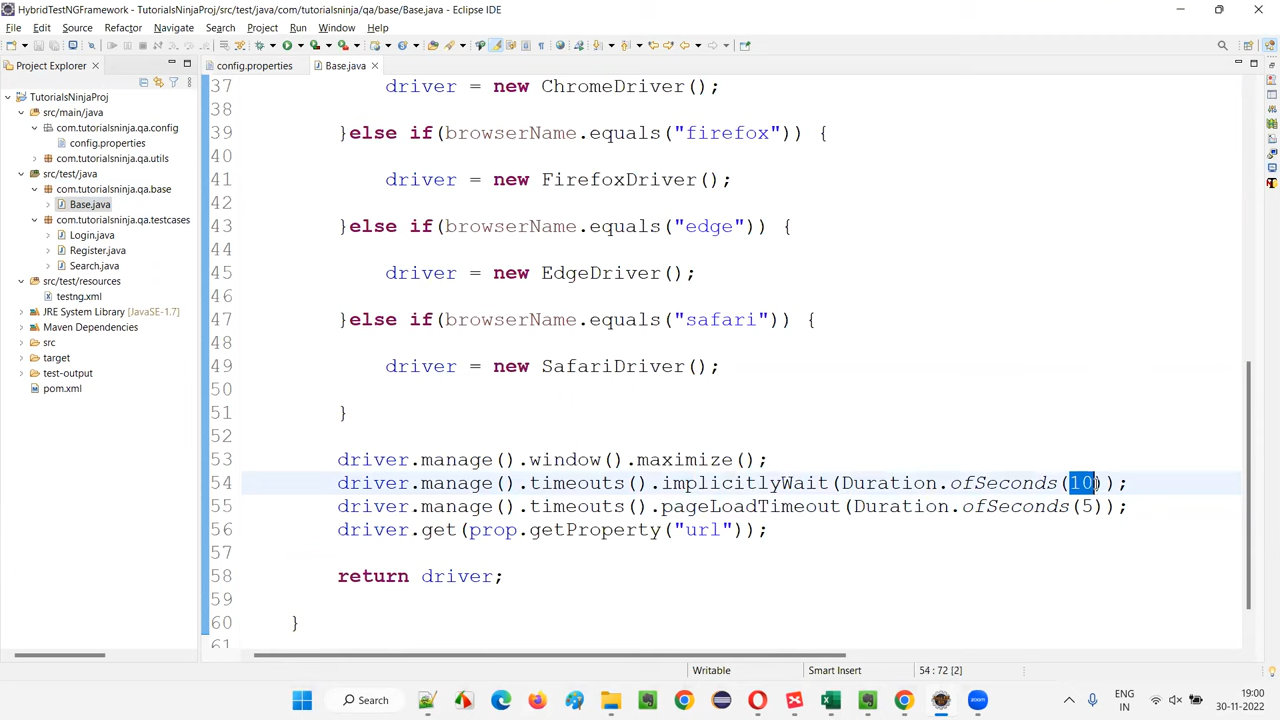 HybridTestNGFramework - TutorialsNinjaProj/src/test/java/com/tutorialsninja/qa/base/Base.java - Eclipse IDE
File Edit Source Refactor Navigate Search Project Run Window Help
Project Explorer
config.properties
Base.java
TutorialsNinjaProj
src/main/java
com.tutorialsninja.qa.config
config.properties
com.tutorialsninja.qa.utils
src/test/java
com.tutorialsninja.qa.base
Base.java
com.tutorialsninja.qa.testcases
Login.java
Register.java
Search.java
src/test/resources
testng.xml
JRE System Library [JavaSE-1.7]
Maven Dependencies
src
target
test-output
pom.xml
37 driver = new ChromeDriver();
38
39 }else if(browserName.equals("firefox")) {
40
41 driver = new FirefoxDriver();
42
43 }else if(browserName.equals("edge")) {
44
45 driver = new EdgeDriver();
46
47 }else if(browserName.equals("safari")) {
48
49 driver = new SafariDriver();
50
51 }
52
53 driver.manage().window().maximize();
54 driver.manage().timeouts().implicitlyWait(Duration.ofSeconds(10));
55 driver.manage().timeouts().pageLoadTimeout(Duration.ofSeconds(5));
56 driver.get(prop.getProperty("url"));
57
58 return driver;
59
60 }
61
Writable Smart Insert 54 : 72 [2]
Search
ENG
IN
19:00
30-11-2022
zoom